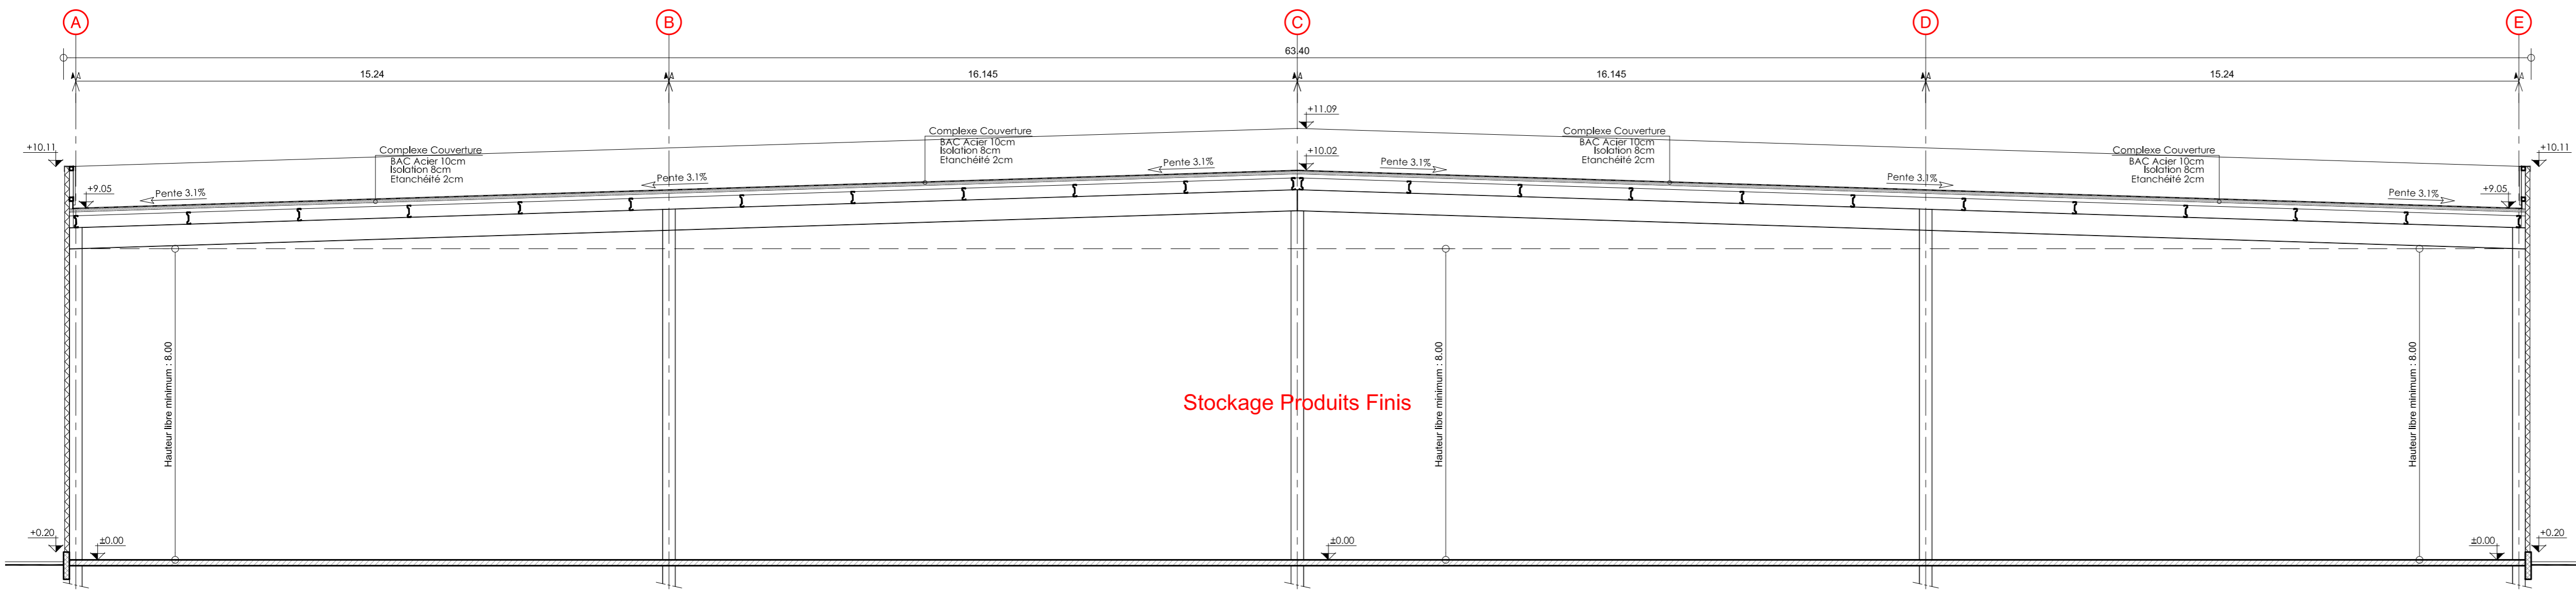 A B C D E
63.40
15.24 16.145 16.145 15.24
+11.09
Complexe Couverture
BAC Acier 10cm
Isolation 8cm
Etanchéité 2cm
Complexe Couverture
BAC Acier 10cm
Isolation 8cm
Etanchéité 2cm
+10.11
Complexe Couverture
BAC Acier 10cm
Isolation 8cm
Etanchéité 2cm
+10.02
Complexe Couverture
BAC Acier 10cm
Isolation 8cm
Etanchéité 2cm
+10.11
Pente 3.1%
Pente 3.1%
Pente 3.1%
Pente 3.1%
Pente 3.1%
Pente 3.1%
+9.05
+9.05
Hauteur libre minimum : 8.00
Hauteur libre minimum : 8.00
Hauteur libre minimum : 8.00
Stockage Produits Finis
+0.20
±0.00
±0.00
±0.00
+0.20